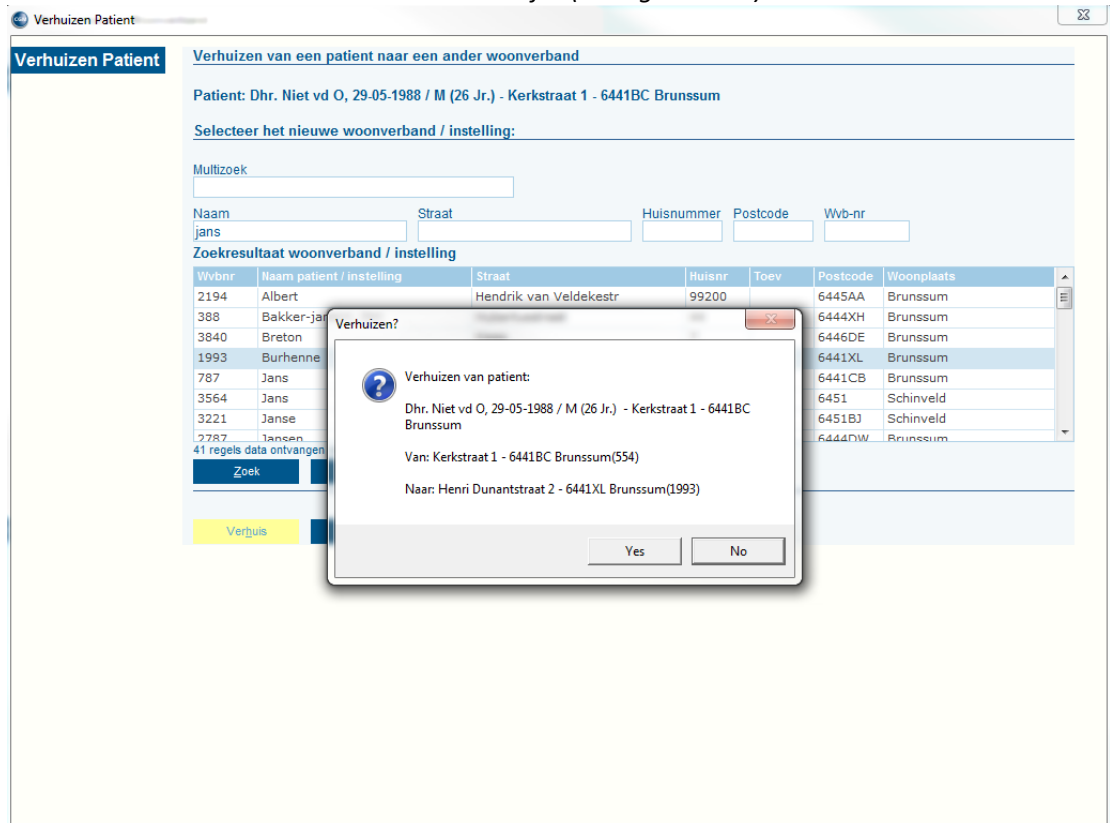 Verhuizen Patient
Verhuizen Patient
Verhuizen van een patient naar een ander woonverband
Patient: Dhr. Niet vd O, 29-05-1988 / M (26 Jr.) - Kerkstraat 1 - 6441BC Brunssum
Selecteer het nieuwe woonverband / instelling:
Multizoek
Naam Straat Huisnummer Postcode Wvb-nr
jans
Zoekresultaat woonverband / instelling
Wvbnr Naam patient / instelling Straat Huisnr Toev Postcode Woonplaats
2194 Albert Hendrik van Veldekestr 99200 6445AA Brunssum
388 6444XH Brunssum
3840 Breton 6446DE Brunssum
1993 Burhenne 6441XL Brunssum
787 Jans 6441CB Brunssum
3564 Jans 6451 Schinveld
3221 Janse 6451BJ Schinveld
2787 Jansen 6444DW Brunssum
41 regels data ontvangen
Zoek
Verhuis
Verhuizen?
Verhuizen van patient:
Dhr. Niet vd O, 29-05-1988 / M (26 Jr.) - Kerkstraat 1 - 6441BC
Brunssum
Van: Kerkstraat 1 - 6441BC Brunssum(554)
Naar: Henri Dunantstraat 2 - 6441XL Brunssum(1993)
Yes No